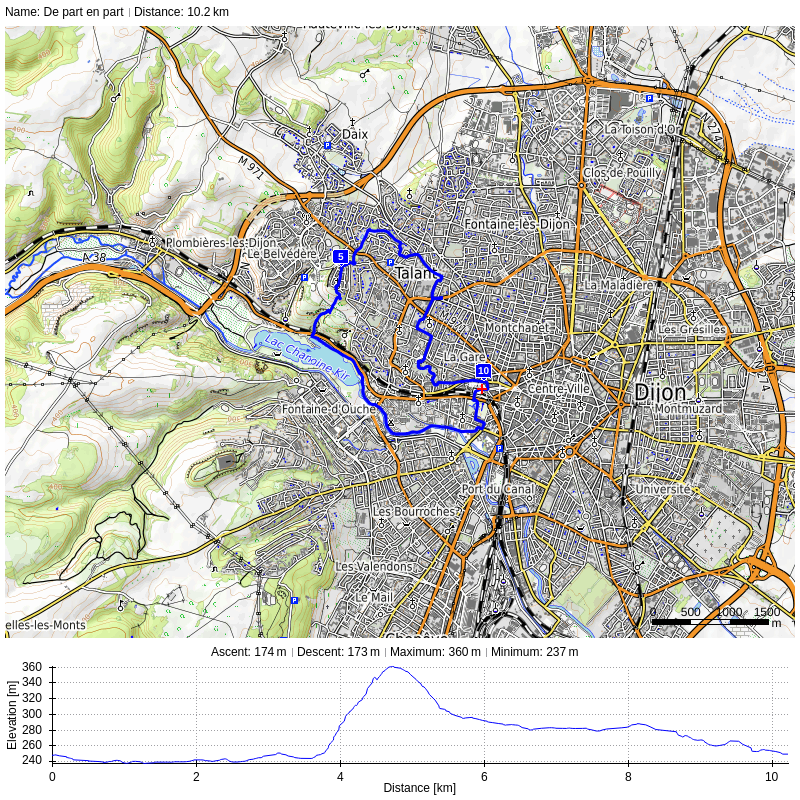 Name: De part en part | Distance: 10.2 km
Hauteville-lès-Dijon
Daix
La Toison d'Or
N 274
M 971
Clos de Pouilly
Fontaine-lès-Dijon
Plombières-lès-Dijon
Le Belvédère
5
A 38
Talant
La Maladière
Montchapet
Les Grésilles
Lac Chanoine-Kir
La Gare
10
Centre-Ville
Dijon
Fontaine-d'Ouche
Montmuzard
Port du Canal
Université
Les Bourroches
Les Valendons
Le Mail
elles-les-Monts
Chenôve
0 500 1000 1500
m
Ascent: 174 m | Descent: 173 m | Maximum: 360 m | Minimum: 237 m
Elevation [m]
360
340
320
300
280
260
240
0 2 4 6 8 10
Distance [km]